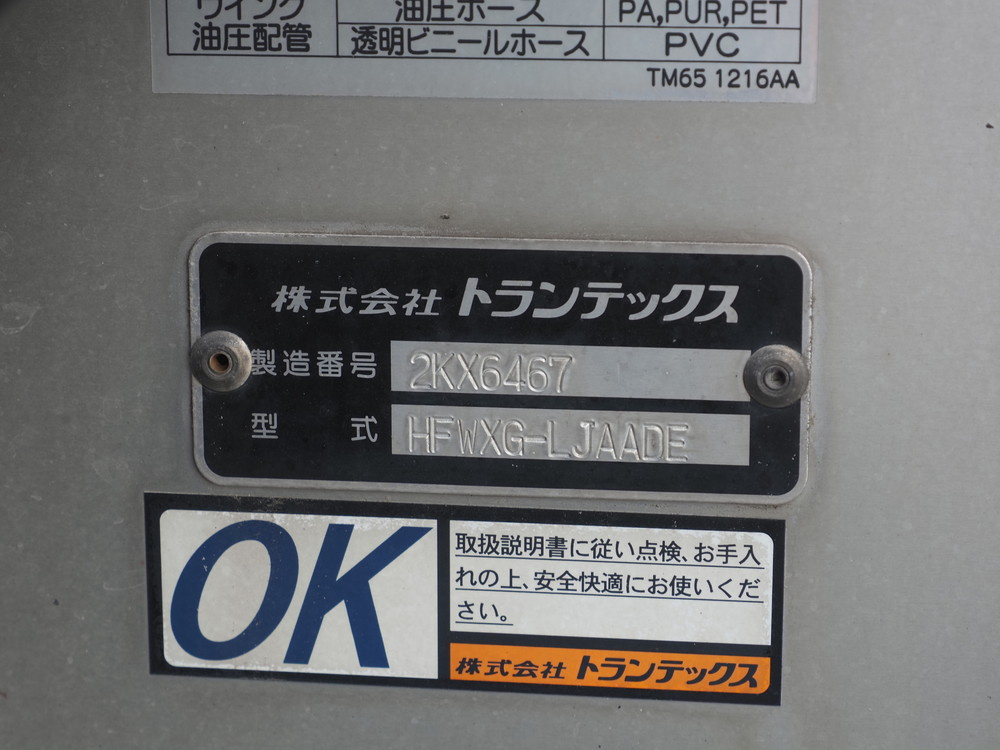 ウイング 油圧ホース PA,PUR,PET
油圧配管 透明ビニールホース PVC
TM65 1216AA
株式会社 トランテックス
製造番号 2KX6467
型 式 HFWXG-LJAADE
OK
取扱説明書に従い点検、お手入
れの上、安全快適にお使いくだ
さい。
株式会社 トランテックス